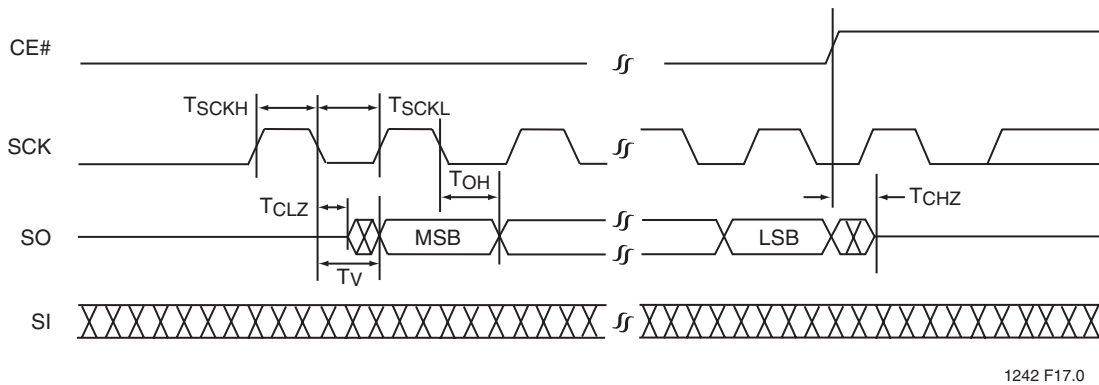 CE#
TSCKH
TSCKL
SCK
TOH
TCLZ
TCHZ
SO
MSB
LSB
TV
SI
1242 F17.0